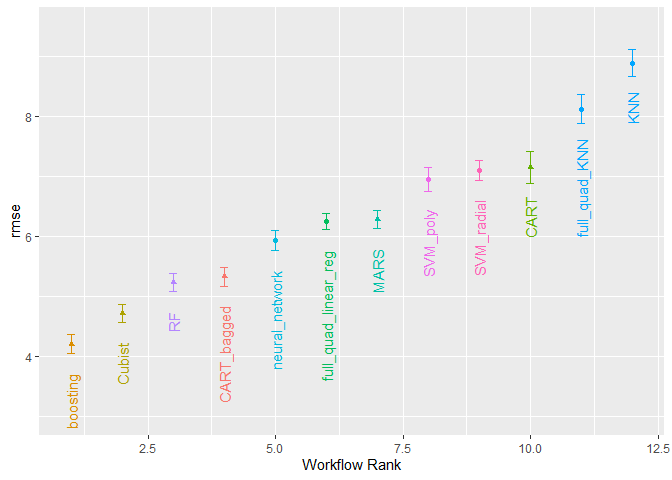 rmse
8
6
4
boosting
Cubist
RF
CART_bagged
neural_network
full_quad_linear_reg
MARS
SVM_poly
SVM_radial
CART
full_quad_KNN
KNN
2.5
5.0
7.5
10.0
12.5
Workflow Rank